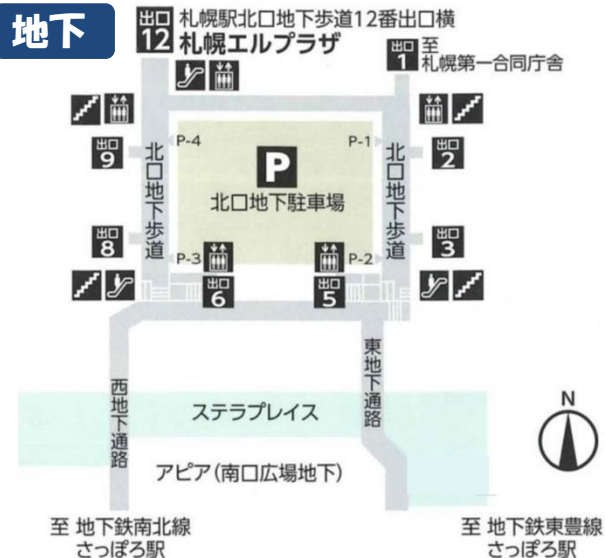 地下
出口
12
札幌駅北口地下歩道12番出口横
札幌エルプラザ
出口
1
至
札幌第一合同庁舎
出口
9
P-4
P-1
出口
2
北口地下歩道
P
北口地下駐車場
北口地下歩道
出口
8
P-3
P-2
出口
3
出口
6
出口
5
西地下通路
東地下通路
ステラプレイス
アピア(南口広場地下)
N
至 地下鉄南北線
さっぽろ駅
至 地下鉄東豊線
さっぽろ駅